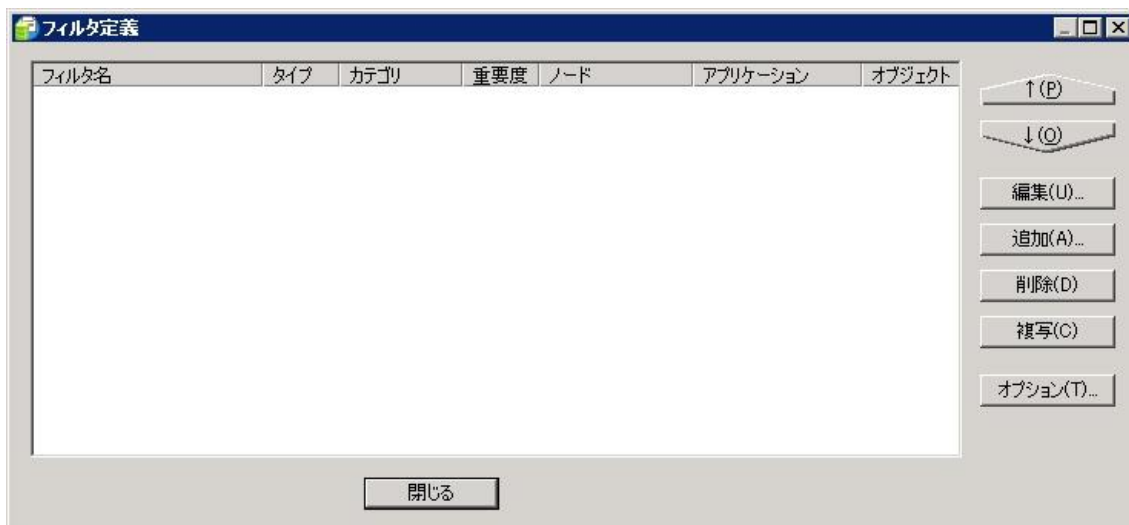 フィルタ定義
フィルタ名 タイプ カテゴリ 重要度 ノード アプリケーション オブジェクト
↑(P)
↓(O)
編集(U)...
追加(A)...
削除(D)
複写(C)
オプション(T)...
閉じる